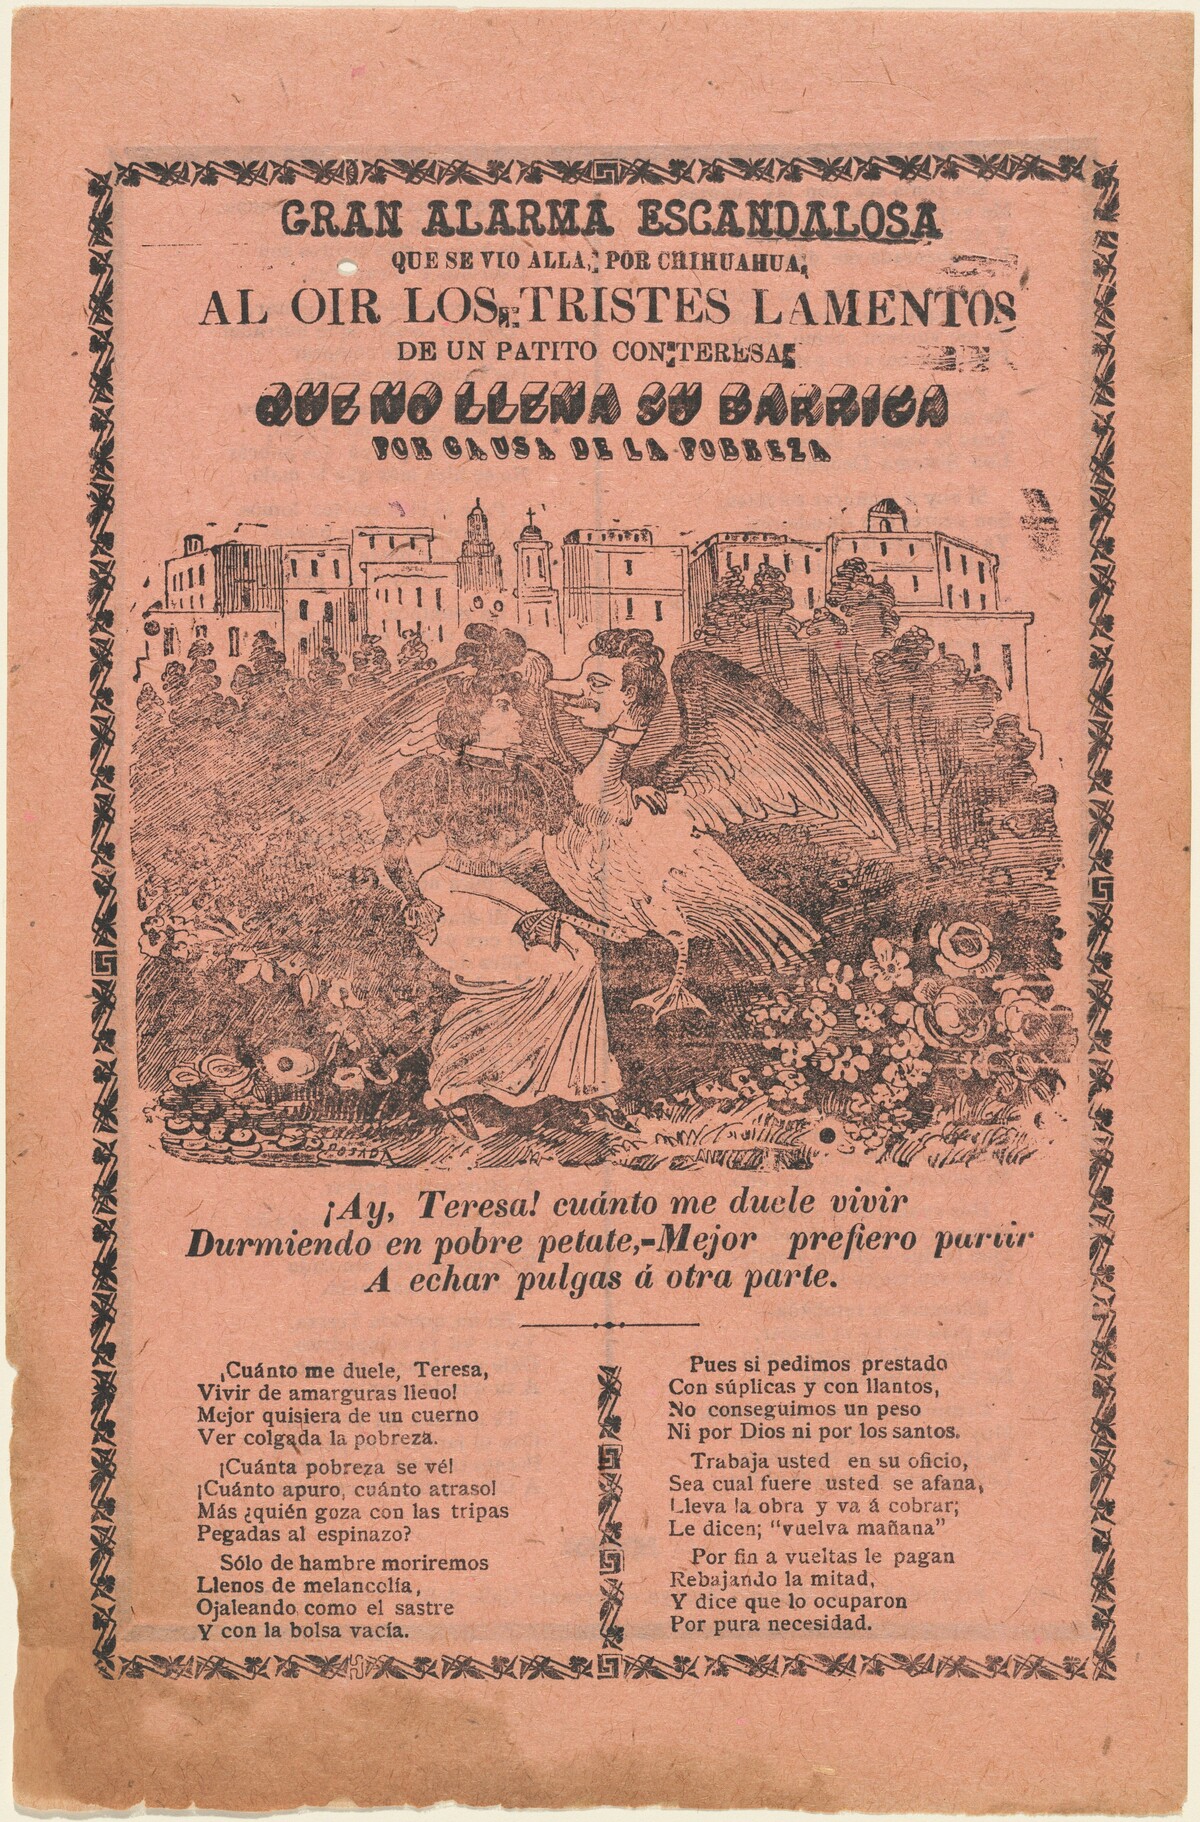 GRAN ALARMA ESCANDALOSA
QUE SE VIO ALLA, POR CHIHUAHUA,
AL OIR LOS TRISTES LAMENTOS
DE UN PATITO CON TERESA
QUE NO LLENA SU BARRIGA
POR CAUSA DE LA POBREZA
POSADA
¡Ay, Teresa! cuánto me duele vivir
Durmiendo en pobre petate,-Mejor prefiero partir
A echar pulgas á otra parte.
¡Cuánto me duele, Teresa,
Vivir de amarguras lleno!
Mejor quisiera de un cuerno
Ver colgada la pobreza.
¡Cuánta pobreza se vé!
¡Cuánto apuro, cuánto atraso!
Más ¿quién goza con las tripas
Pegadas al espinazo?
Sólo de hambre moriremos
Llenos de melancolía,
Ojaleando como el sastre
Y con la bolsa vacía.
Pues si pedimos prestado
Con súplicas y con llantos,
No conseguimos un peso
Ni por Dios ni por los santos.
Trabaja usted en su oficio,
Sea cual fuere usted se afana,
Lleva la obra y va á cobrar;
Le dicen; "vuelva mañana"
Por fin a vueltas le pagan
Rebajando la mitad,
Y dice que lo ocuparon
Por pura necesidad.